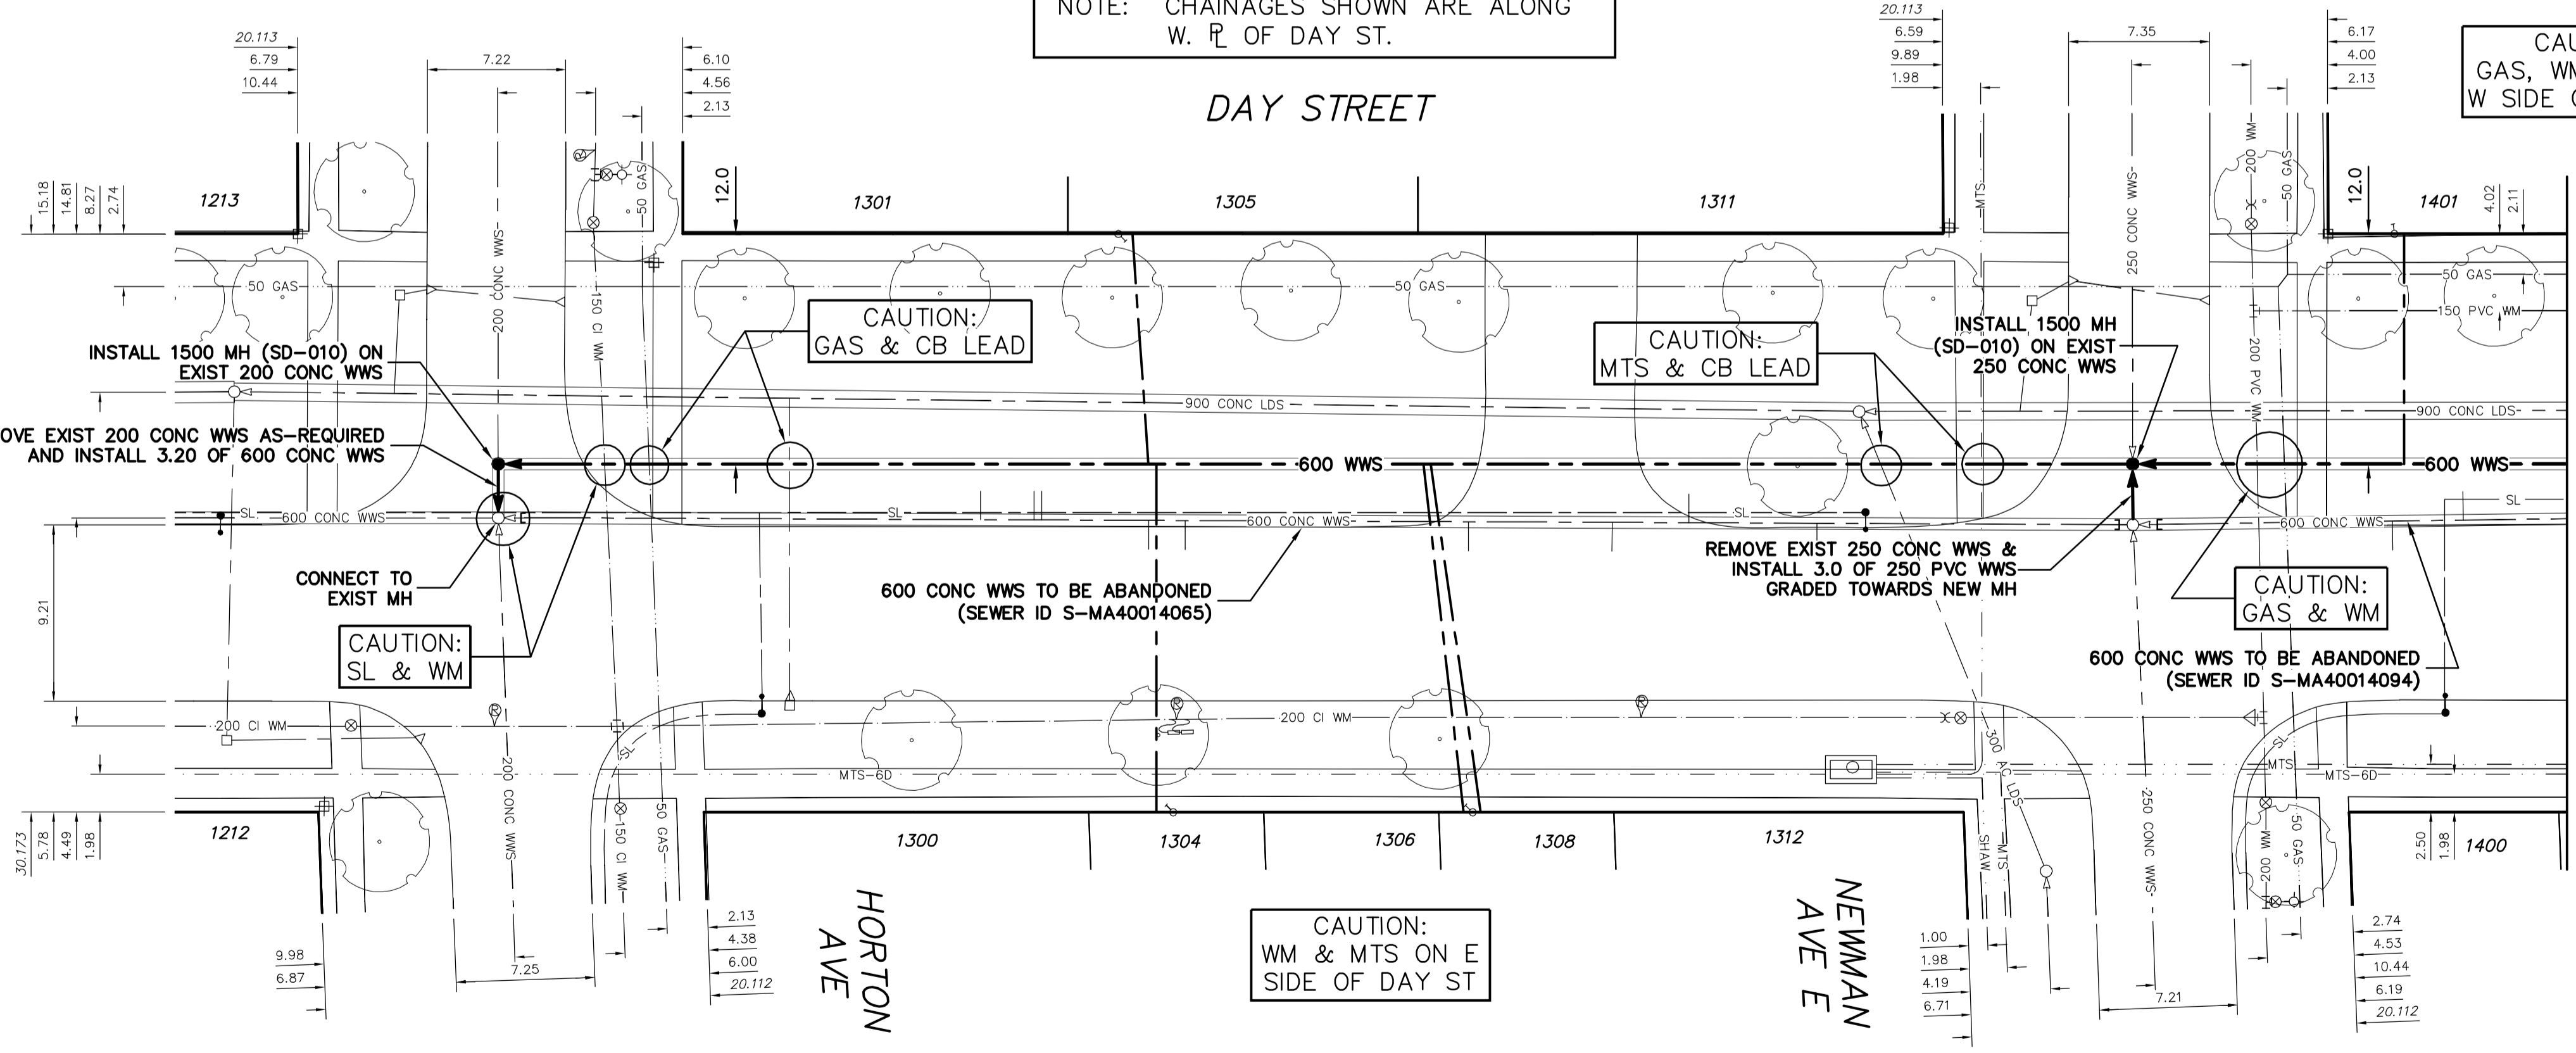 NOTE: CHAINAGES SHOWN ARE ALONG
W. ℙL OF DAY ST.
DAY STREET
20.113
6.79
10.44
7.22
6.10
4.56
2.13
20.113
6.59
9.89
1.98
7.35
6.17
4.00
2.13
GAS, WM
W SIDE
15.18
14.81
8.27
2.74
1213
12.0
1301
1305
1311
12.0
1401
4.02
2.11
200 CONC WWS
150 CI WM
50 GAS
MTS
250 CONC WWS
200 WM
50 GAS
50 GAS
50 GAS
50 GAS
150 PVC WM
200 PVC WM
CAUTION:
GAS & CB LEAD
CAUTION:
MTS & CB LEAD
INSTALL 1500 MH (SD-010) ON
EXIST 200 CONC WWS
INSTALL 1500 MH
(SD-010) ON EXIST
250 CONC WWS
900 CONC LDS
900 CONC LDS
EXIST 200 CONC WWS AS-REQUIRED
AND INSTALL 3.20 OF 600 CONC WWS
600 WWS
600 WWS
SL
600 CONC WWS
SL
600 CONC WWS
SL
600 CONC WWS
SL
CONNECT TO
EXIST MH
600 CONC WWS TO BE ABANDONED
(SEWER ID S-MA40014065)
REMOVE EXIST 250 CONC WWS &
INSTALL 3.0 OF 250 PVC WWS
GRADED TOWARDS NEW MH
CAUTION:
GAS & WM
CAUTION:
SL & WM
600 CONC WWS TO BE ABANDONED
(SEWER ID S-MA40014094)
9.21
200 CI WM
200 CI WM
SL
SL
MTS-6D
MTS
MTS-6D
300 AC LDS
200 CONC WWS
150 CI WM
50 GAS
SHAW
MTS
250 CONC WWS
200 WM
50 GAS
30.173
5.78
4.49
1.98
1212
1300
1304
1306
1308
1312
2.50
1.98
1400
HORTON
AVE
NEWMAN
AVE E
CAUTION:
WM & MTS ON E
SIDE OF DAY ST
9.98
6.87
7.25
2.13
4.38
6.00
20.112
1.00
1.98
4.19
6.71
7.21
2.74
4.53
10.44
6.19
20.112